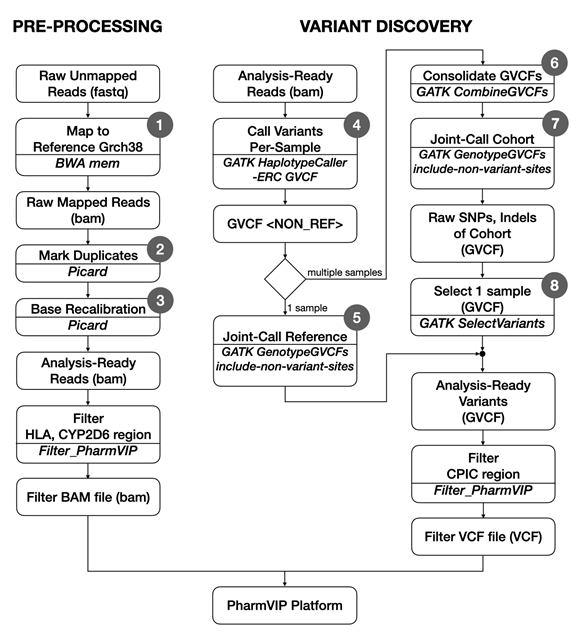 PRE-PROCESSING
Raw Unmapped
Reads (fastq)
1
Map to
Reference Grch38
BWA mem
Raw Mapped Reads
(bam)
2
Mark Duplicates
Picard
3
Base Recalibration
Picard
Analysis-Ready
Reads (bam)
Filter
HLA, CYP2D6 region
Filter_PharmVIP
Filter BAM file (bam)
VARIANT DISCOVERY
Analysis-Ready
Reads (bam)
4
Call Variants
Per-Sample
GATK HaplotypeCaller
-ERC GVCF
GVCF <NON_REF>
multiple samples
1 sample
5
Joint-Call Reference
GATK GenotypeGVCFs
include-non-variant-sites
6
Consolidate GVCFs
GATK CombineGVCFs
7
Joint-Call Cohort
GATK GenotypeGVCFs
include-non-variant-sites
Raw SNPs, Indels
of Cohort
(GVCF)
8
Select 1 sample
(GVCF)
GATK SelectVariants
Analysis-Ready
Variants
(GVCF)
Filter
CPIC region
Filter_PharmVIP
Filter VCF file (VCF)
PharmVIP Platform